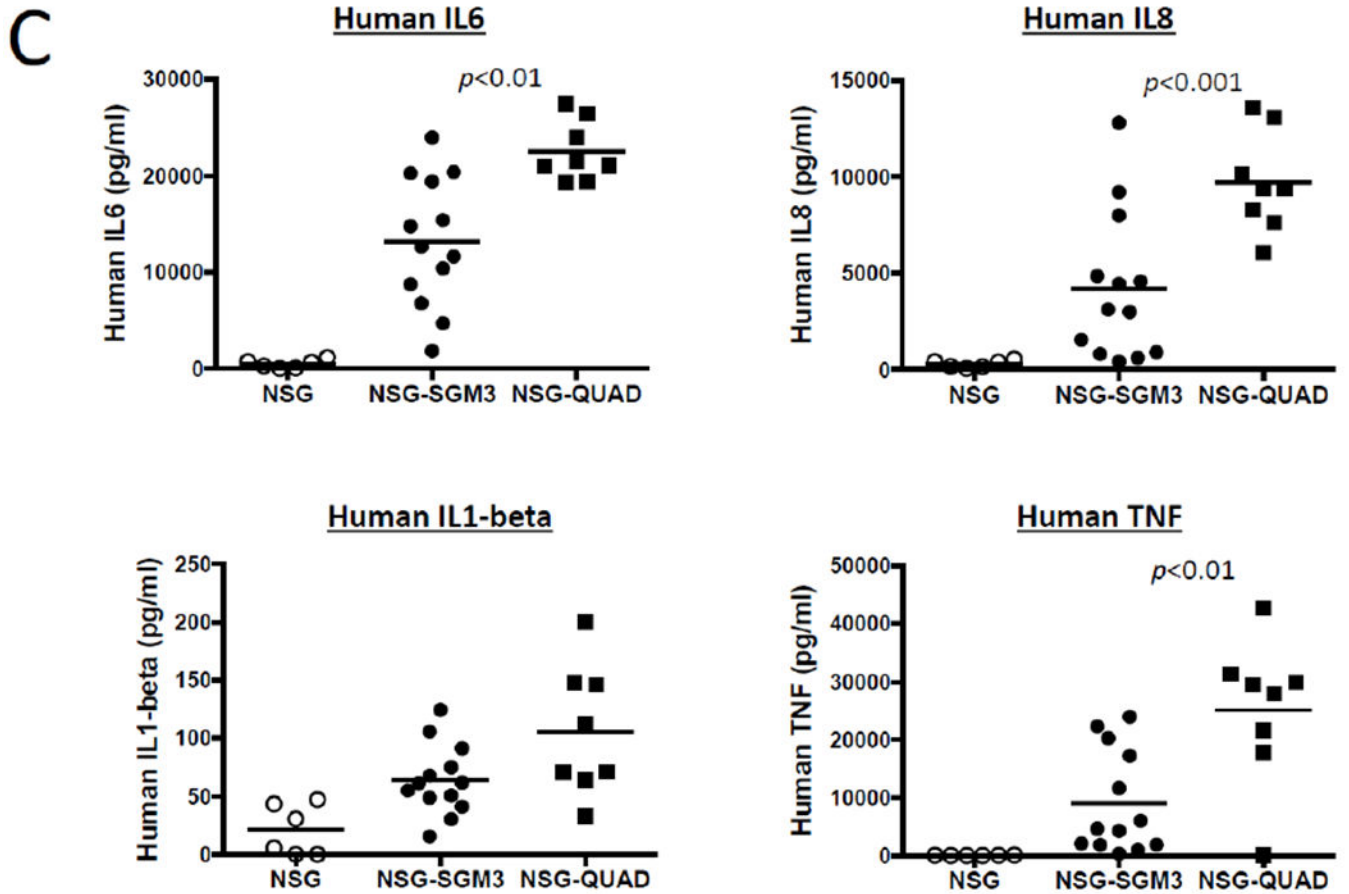 C
Human IL6
Human IL6 (pg/ml)
30000
20000
10000
0
p<0.01
NSG NSG-SGM3 NSG-QUAD
Human IL8
Human IL8 (pg/ml)
15000
10000
5000
0
p<0.001
NSG NSG-SGM3 NSG-QUAD
Human IL1-beta
Human IL1-beta (pg/ml)
250
200
150
100
50
0
NSG NSG-SGM3 NSG-QUAD
Human TNF
Human TNF (pg/ml)
50000
40000
30000
20000
10000
0
p<0.01
NSG NSG-SGM3 NSG-QUAD